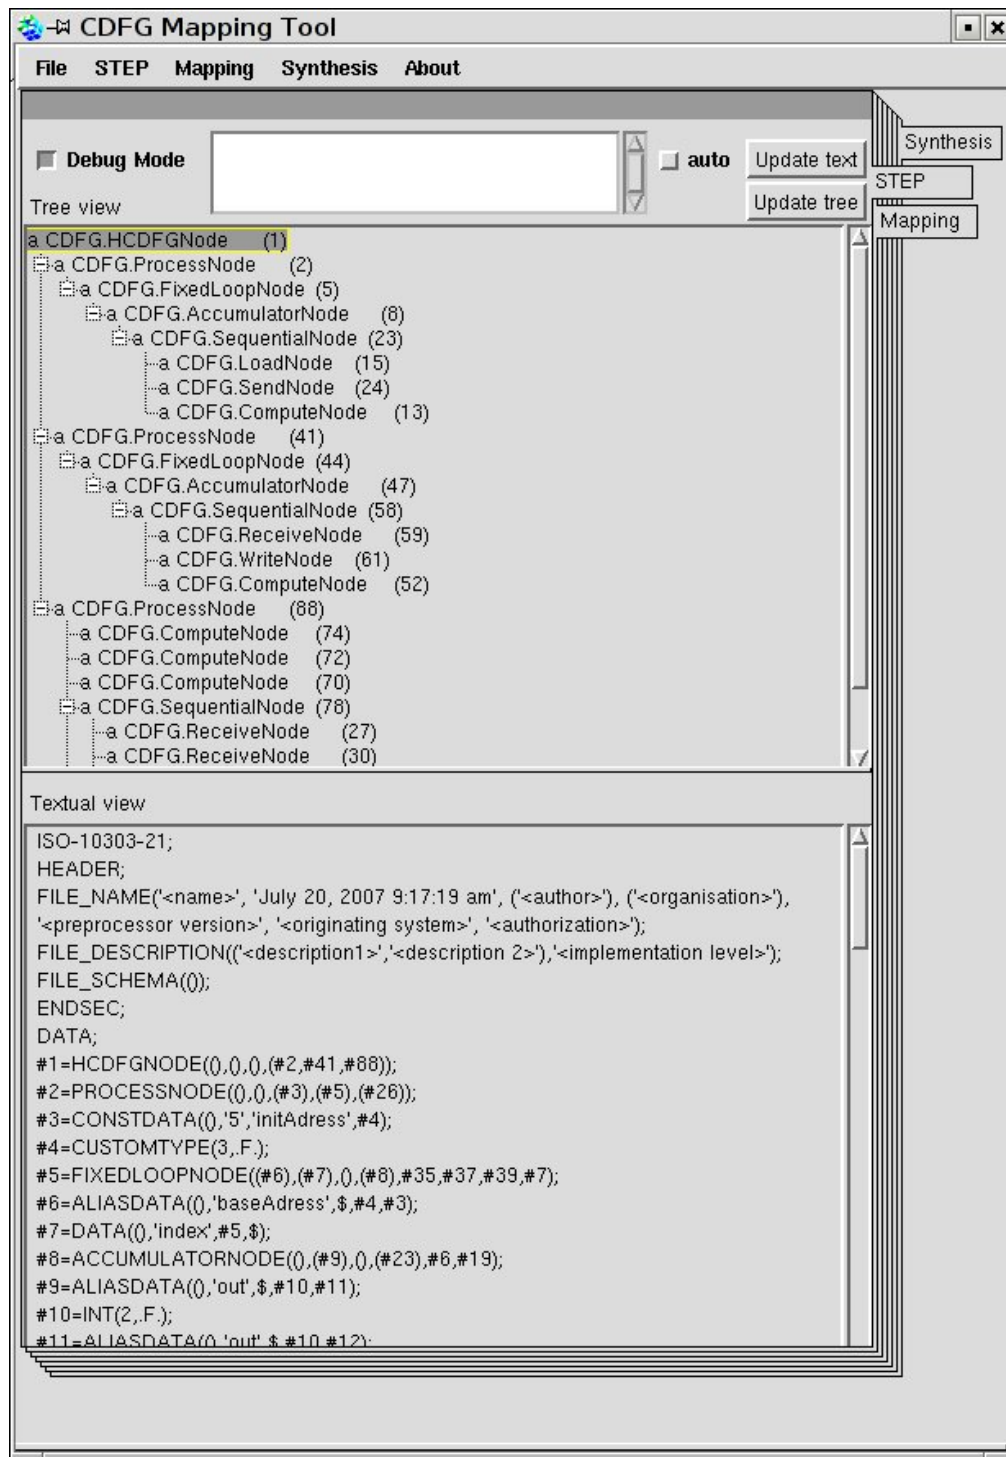 CDFG Mapping Tool
File STEP Mapping Synthesis About
Debug Mode
auto
Update text
Update tree
Synthesis
STEP
Mapping
Tree view
a CDFG.HCDFGNode (1)
a CDFG.ProcessNode (2)
a CDFG.FixedLoopNode (5)
a CDFG.AccumulatorNode (8)
a CDFG.SequentialNode (23)
a CDFG.LoadNode (15)
a CDFG.SendNode (24)
a CDFG.ComputeNode (13)
a CDFG.ProcessNode (41)
a CDFG.FixedLoopNode (44)
a CDFG.AccumulatorNode (47)
a CDFG.SequentialNode (58)
a CDFG.ReceiveNode (59)
a CDFG.WriteNode (61)
a CDFG.ComputeNode (52)
a CDFG.ProcessNode (88)
a CDFG.ComputeNode (74)
a CDFG.ComputeNode (72)
a CDFG.ComputeNode (70)
a CDFG.SequentialNode (78)
a CDFG.ReceiveNode (27)
a CDFG.ReceiveNode (30)
Textual view
ISO-10303-21;
HEADER;
FILE_NAME('<name>', 'July 20, 2007 9:17:19 am', ('<author>'), ('<organisation>'),
'<preprocessor version>', '<originating system>', '<authorization>');
FILE_DESCRIPTION(('<description1>','<description 2>'),'<implementation level>');
FILE_SCHEMA(());
ENDSEC;
DATA;
#1=HCDFGNODE((),(),(),(#2,#41,#88));
#2=PROCESSNODE((),(),(#3),(#5),(#26));
#3=CONSTDATA((),'5','initAdress',#4);
#4=CUSTOMTYPE(3,.F.);
#5=FIXEDLOOPNODE((#6),(#7),(),(#8),#35,#37,#39,#7);
#6=ALIASDATA((),'baseAdress',$,#4,#3);
#7=DATA((),'index',#5,$);
#8=ACCUMULATORNODE((),(#9),(),(#23),#6,#19);
#9=ALIASDATA((),'out',$,#10,#11);
#10=INT(2,.F.);
#11=ALIASDATA((),'out',$,#10,#12);